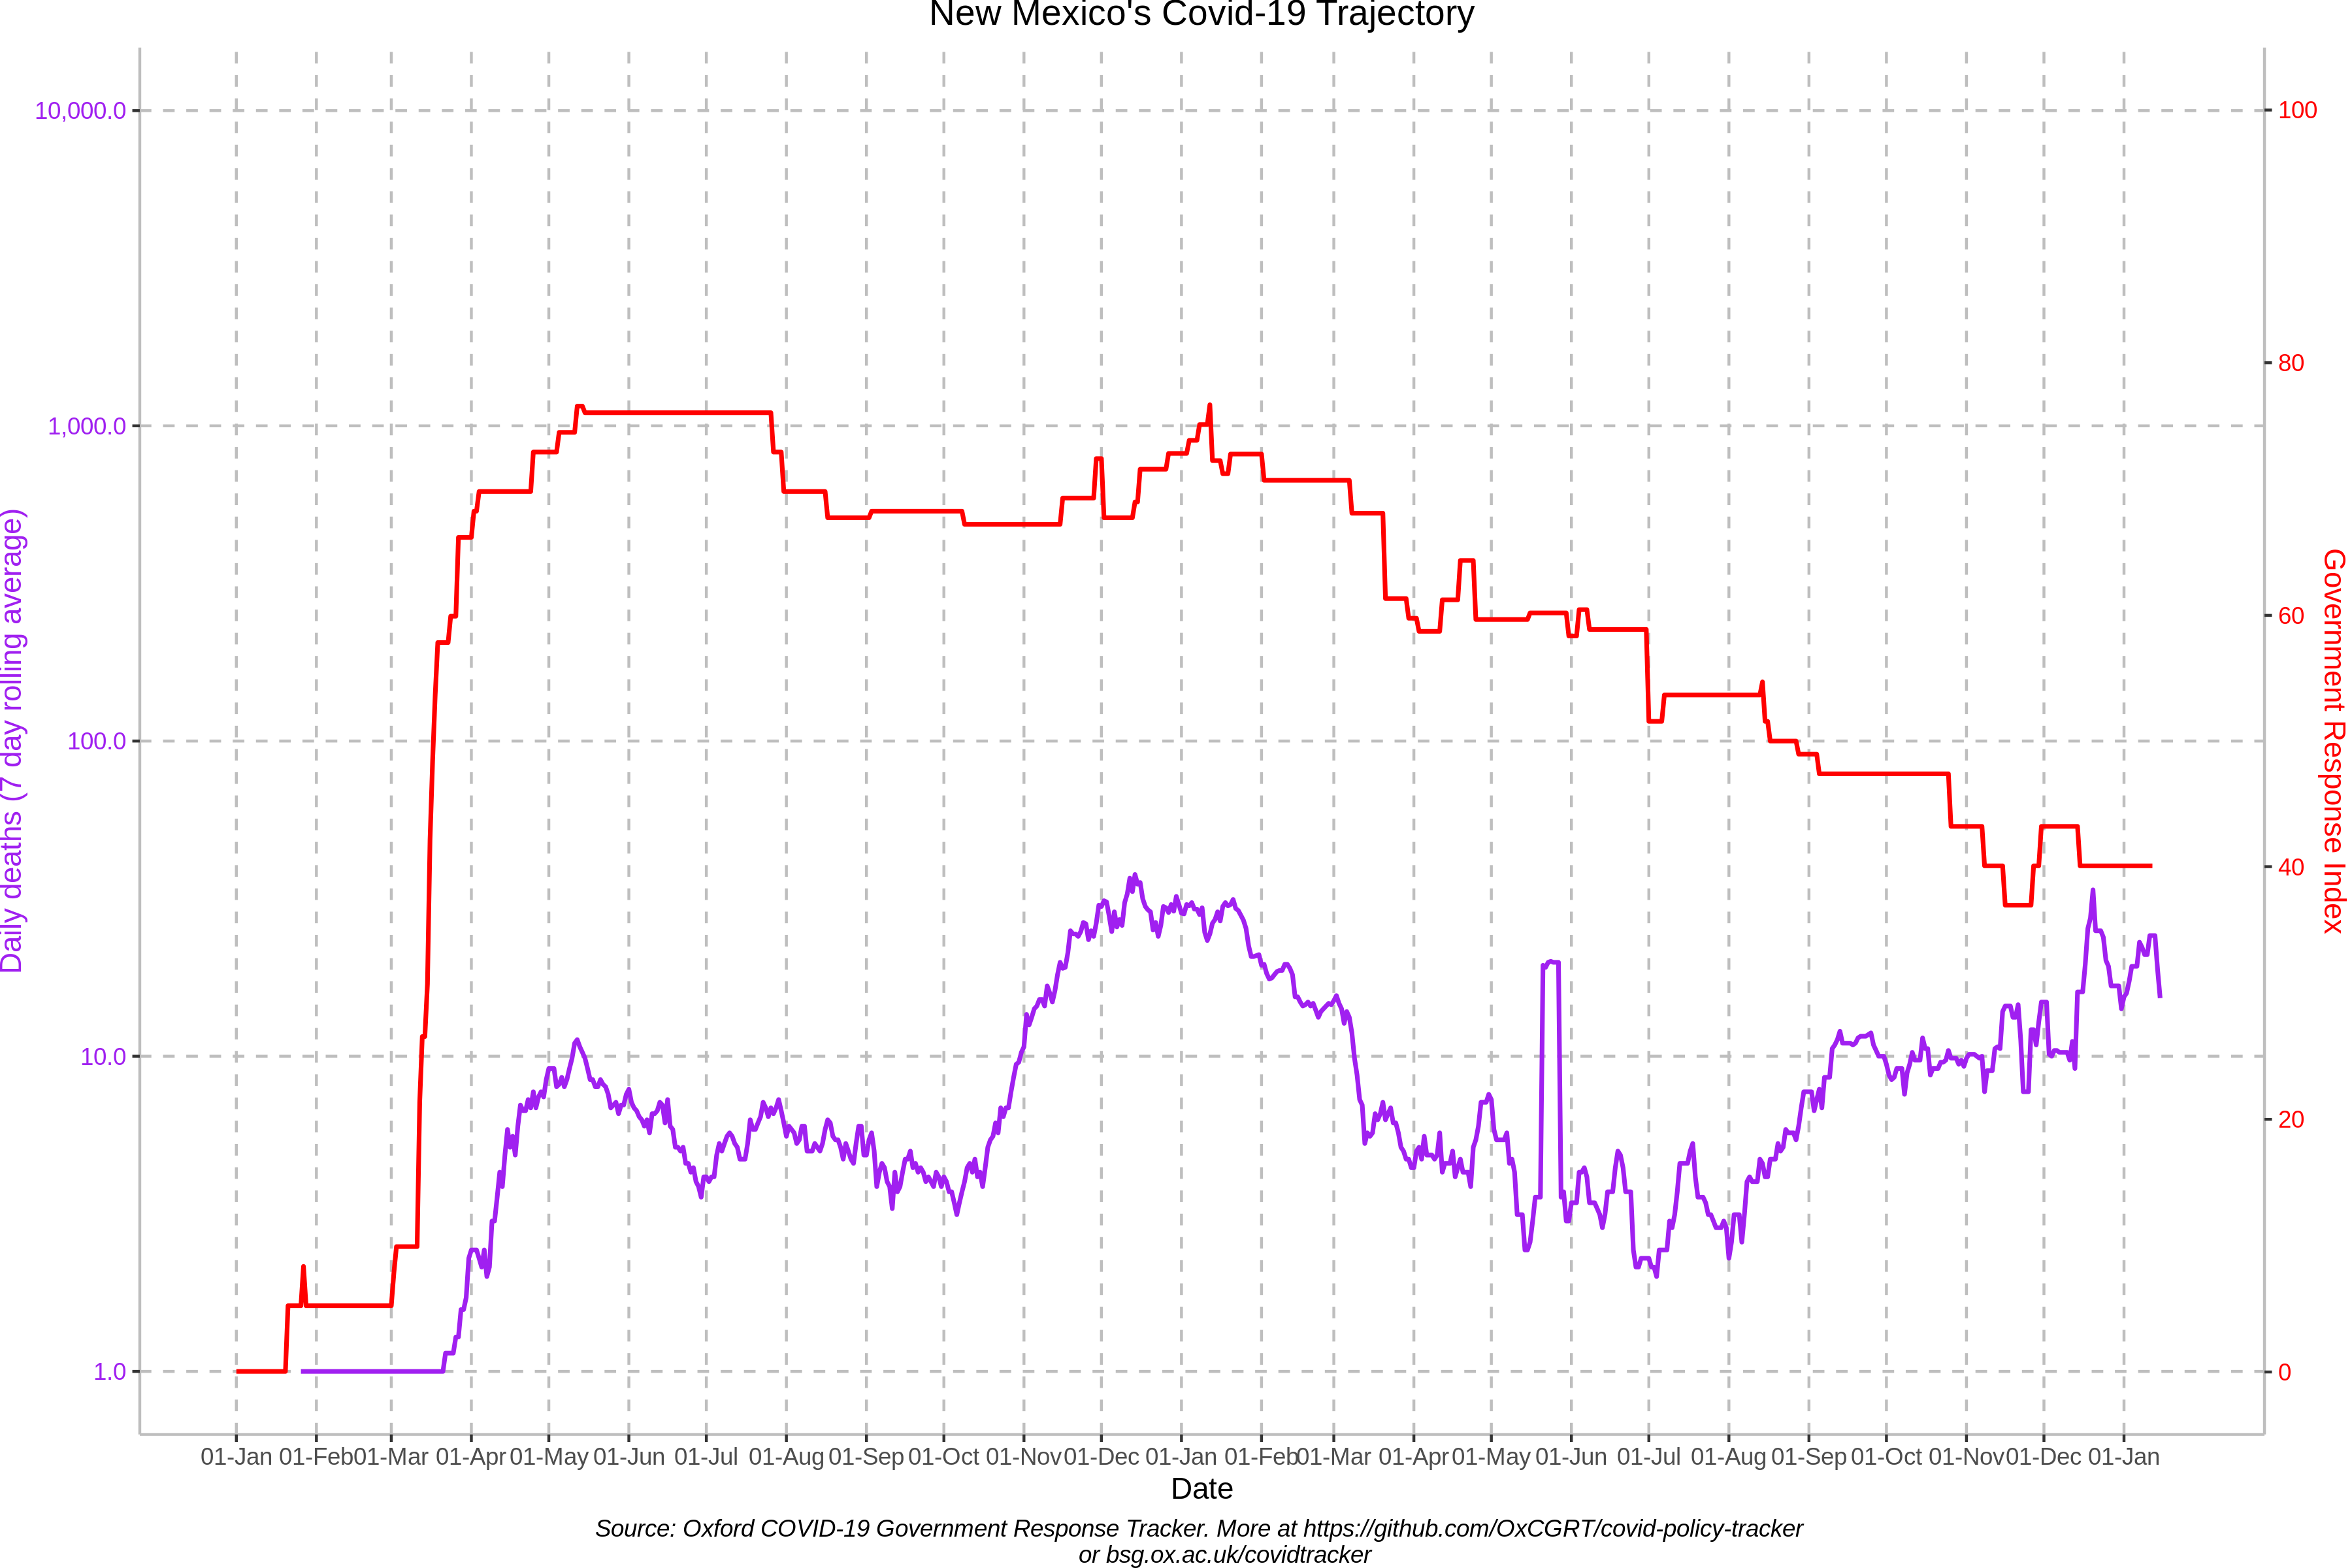 New Mexico's Covid-19 Trajectory
10,000.0
1,000.0
100.0
10.0
1.0
Daily deaths (7 day rolling average)
100
80
60
40
20
0
Government Response Index
01-Jan 01-Feb 01-Mar 01-Apr 01-May 01-Jun 01-Jul 01-Aug 01-Sep 01-Oct 01-Nov 01-Dec 01-Jan 01-Feb 01-Mar 01-Apr 01-May 01-Jun 01-Jul 01-Aug 01-Sep 01-Oct 01-Nov 01-Dec 01-Jan
Date
Source: Oxford COVID-19 Government Response Tracker. More at https://github.com/OxCGRT/covid-policy-tracker
or bsg.ox.ac.uk/covidtracker